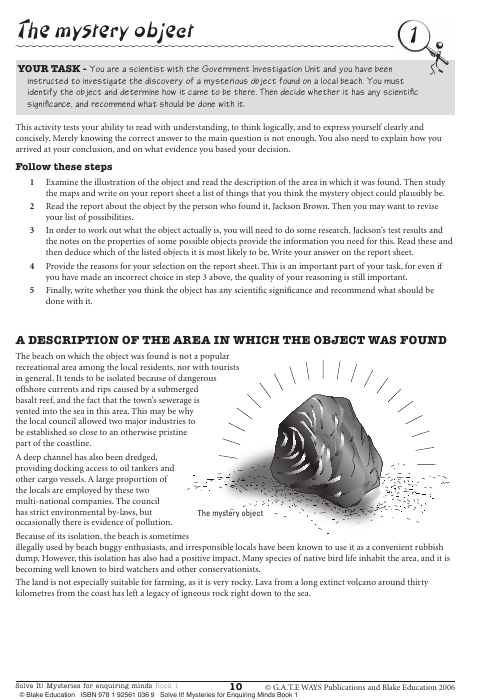 The mystery object
1
YOUR TASK - You are a scientist with the Government Investigation Unit and you have been
instructed to investigate the discovery of a mysterious object found on a local beach. You must
identify the object and determine how it came to be there. Then decide whether it has any scientific
significance, and recommend what should be done with it.
This activity tests your ability to read with understanding, to think logically, and to express yourself clearly and
concisely. Merely knowing the correct answer to the main question is not enough. You also need to explain how you
arrived at your conclusion, and on what evidence you based your decision.
Follow these steps
1 Examine the illustration of the object and read the description of the area in which it was found. Then study
the maps and write on your report sheet a list of things that you think the mystery object could plausibly be.
2 Read the report about the object by the person who found it, Jackson Brown. Then you may want to revise
your list of possibilities.
3 In order to work out what the object actually is, you will need to do some research. Jackson's test results and
the notes on the properties of some possible objects provide the information you need for this. Read these and
then deduce which of the listed objects it is most likely to be. Write your answer on the report sheet.
4 Provide the reasons for your selection on the report sheet. This is an important part of your task, for even if
you have made an incorrect choice in step 3 above, the quality of your reasoning is still important.
5 Finally, write whether you think the object has any scientific significance and recommend what should be
done with it.
A DESCRIPTION OF THE AREA IN WHICH THE OBJECT WAS FOUND
The beach on which the object was found is not a popular
recreational area among the local residents, nor with tourists
in general. It tends to be isolated because of dangerous
offshore currents and rips caused by a submerged
basalt reef, and the fact that the town's sewerage is
vented into the sea in this area. This may be why
the local council allowed two major industries to
be established so close to an otherwise pristine
part of the coastline.
A deep channel has also been dredged,
providing docking access to oil tankers and
other cargo vessels. A large proportion of
the locals are employed by these two
multi-national companies. The council
has strict environmental by-laws, but
occasionally there is evidence of pollution.
The mystery object
Because of its isolation, the beach is sometimes
illegally used by beach buggy enthusiasts, and irresponsible locals have been known to use it as a convenient rubbish
dump. However, this isolation has also had a positive impact. Many species of native bird life inhabit the area, and it is
becoming well known to bird watchers and other conservationists.
The land is not especially suitable for farming, as it is very rocky. Lava from a long extinct volcano around thirty
kilometres from the coast has left a legacy of igneous rock right down to the sea.
Solve It! Mysteries for enquiring minds Book 1
10
© G.A.T.E WAYS Publications and Blake Education 2006
© Blake Education ISBN 978 1 92561 036 9 Solve It! Mysteries for Enquiring Minds Book 1